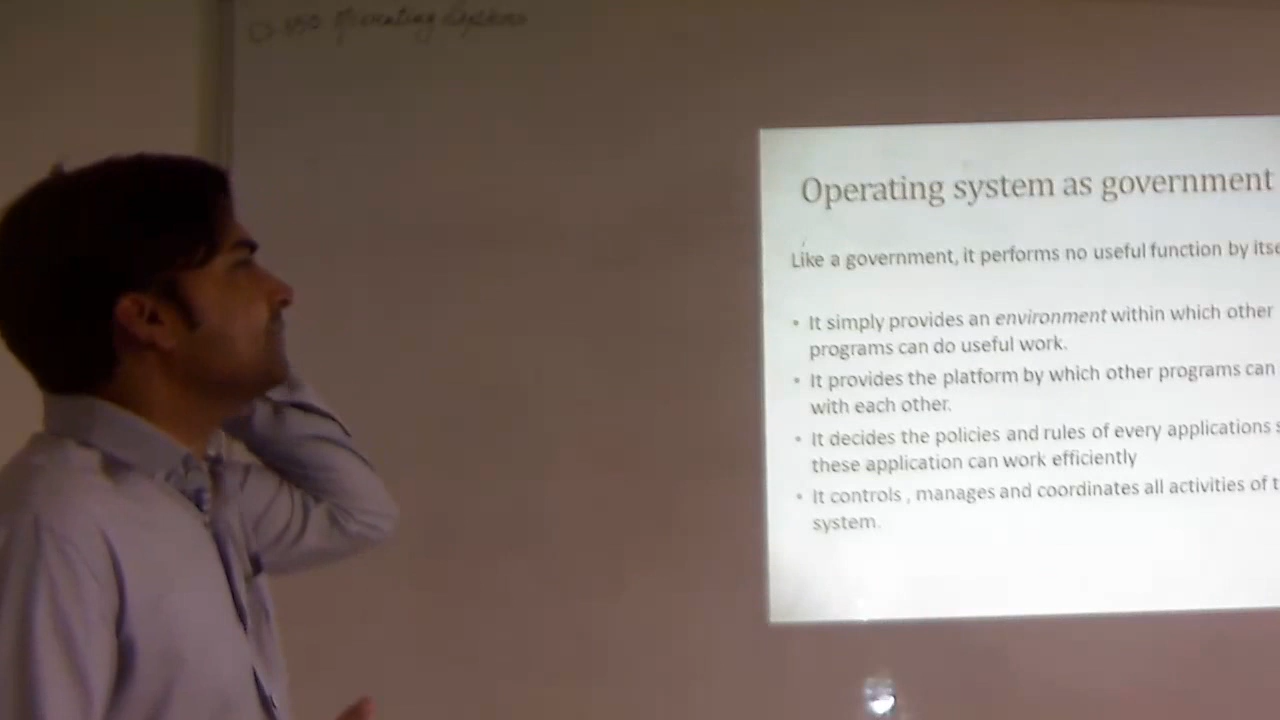 Operating Systems
Operating system as government
Like a government, it performs no useful function by itse
• It simply provides an environment within which other
programs can do useful work.
• It provides the platform by which other programs can
with each other.
• It decides the policies and rules of every applications s
these application can work efficiently
• It controls , manages and coordinates all activities of t
system.